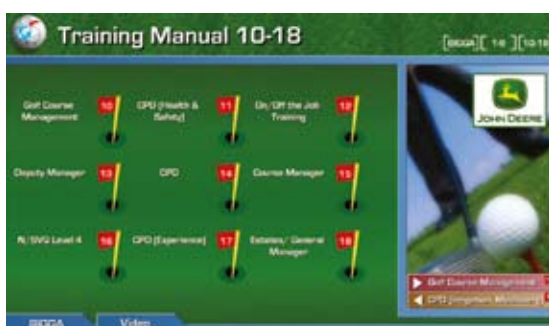 Training Manual 10-18
[BIGGA][ 1-9 ][10-18
Golf Course
Management
10
CPD (Health &
Safety)
11
On/Off the Job
Training
12
Deputy Manager
13
CPD
14
Course Manager
15
N/SVQ Level 4
16
CPD (Experience)
17
Estates/ General
Manager
18
JOHN DEERE
Golf Course Management
CPD
BIGGA
Video